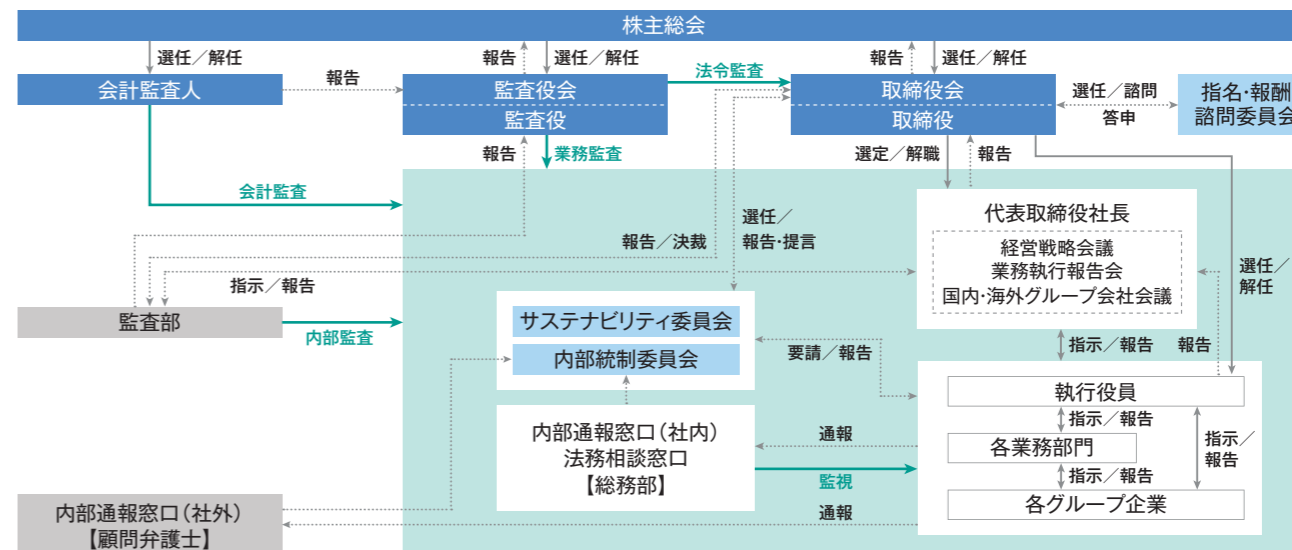 株主総会
選任／解任
報告
選任／解任
報告
選任／解任
会計監査人
報告
監査役会
監査役
法令監査
取締役会
取締役
選任／諮問
答申
指名・報酬
諮問委員会
報告
業務監査
選定／解職
報告
会計監査
代表取締役社長
経営戦略会議
業務執行報告会
国内・海外グループ会社会議
選任／
報告・提言
報告／決裁
指示／報告
選任／
解任
監査部
内部監査
サステナビリティ委員会
内部統制委員会
要請／報告
指示／報告
報告
執行役員
指示／報告
各業務部門
指示／報告
指示／
報告
各グループ企業
内部通報窓口（社内）
法務相談窓口
【総務部】
通報
監視
通報
内部通報窓口（社外）
【顧問弁護士】